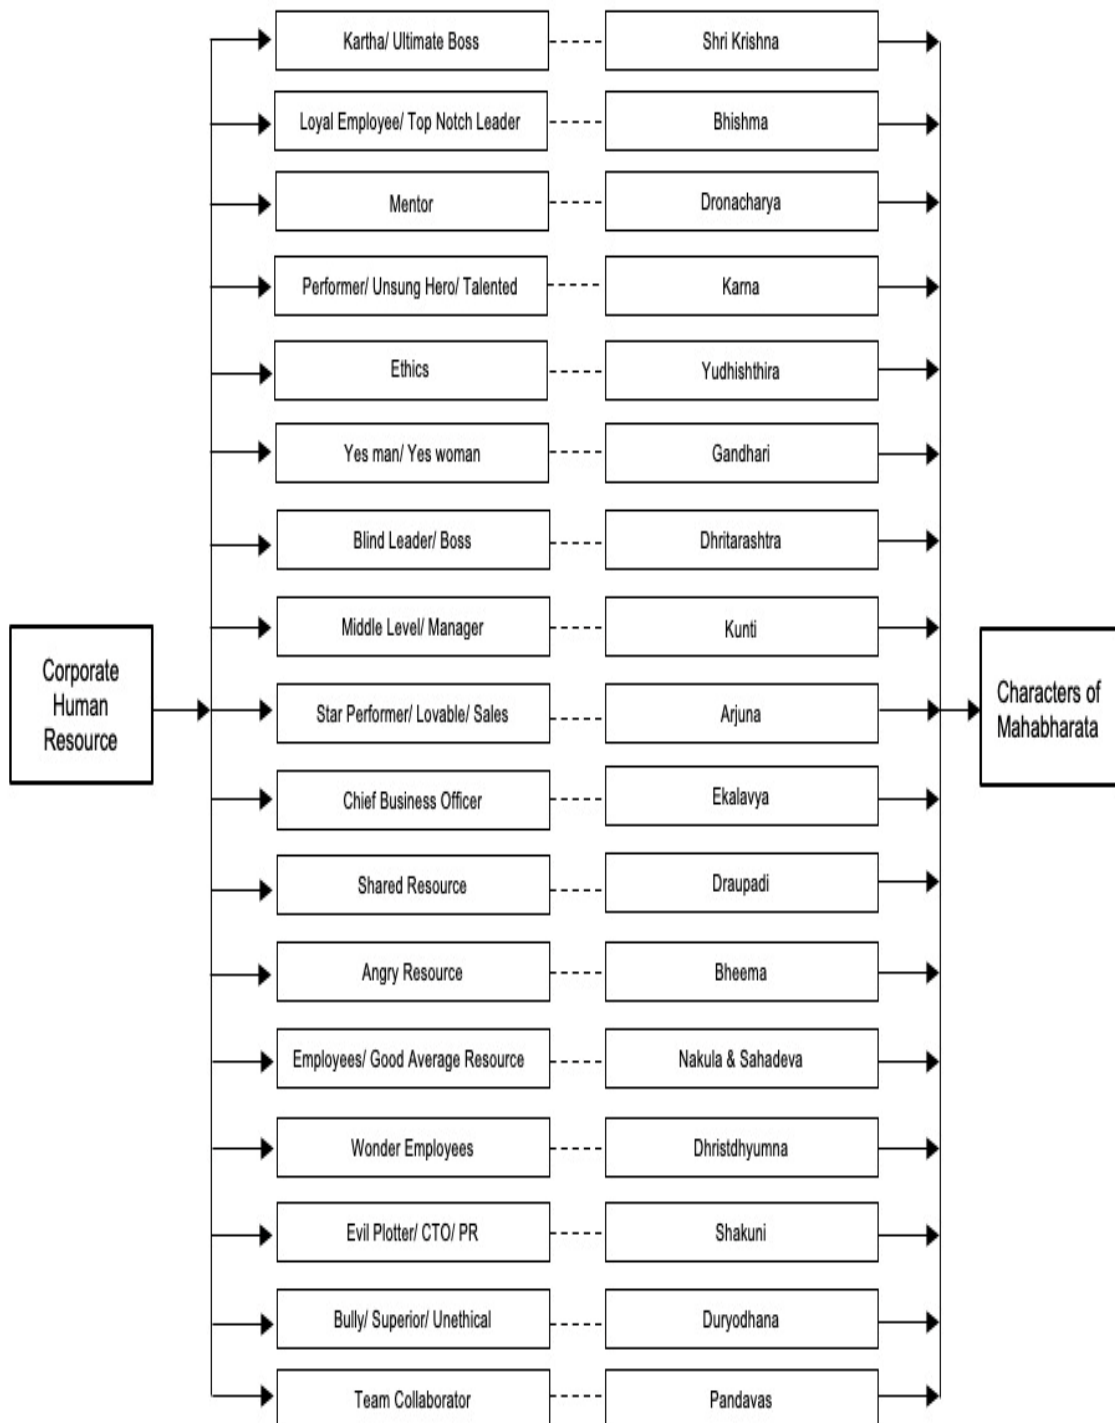 Kartha/ Ultimate Boss
Shri Krishna
Loyal Employee/ Top Notch Leader
Bhishma
Mentor
Dronacharya
Performer/ Unsung Hero/ Talented
Karna
Ethics
Yudhishthira
Yes man/ Yes woman
Gandhari
Blind Leader/ Boss
Dhritarashtra
Middle Level/ Manager
Kunti
Corporate
Human
Resource
Star Performer/ Lovable/ Sales
Arjuna
Characters of
Mahabharata
Chief Business Officer
Ekalavya
Shared Resource
Draupadi
Angry Resource
Bheema
Employees/ Good Average Resource
Nakula & Sahadeva
Wonder Employees
Dhristdhyumna
Evil Plotter/ CTO/ PR
Shakuni
Bully/ Superior/ Unethical
Duryodhana
Team Collaborator
Pandavas